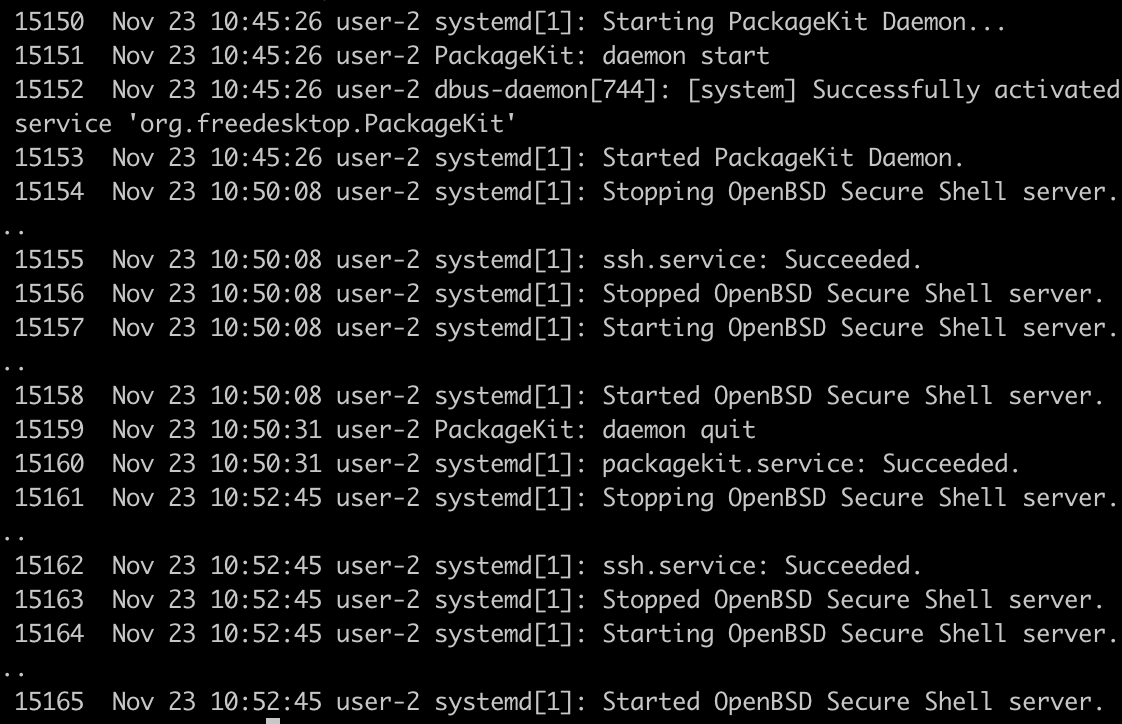 15150  Nov 23 10:45:26 user-2 systemd[1]: Starting PackageKit Daemon...
15151  Nov 23 10:45:26 user-2 PackageKit: daemon start
15152  Nov 23 10:45:26 user-2 dbus-daemon[744]: [system] Successfully activated
service 'org.freedesktop.PackageKit'
15153  Nov 23 10:45:26 user-2 systemd[1]: Started PackageKit Daemon.
15154  Nov 23 10:50:08 user-2 systemd[1]: Stopping OpenBSD Secure Shell server.
..
15155  Nov 23 10:50:08 user-2 systemd[1]: ssh.service: Succeeded.
15156  Nov 23 10:50:08 user-2 systemd[1]: Stopped OpenBSD Secure Shell server.
15157  Nov 23 10:50:08 user-2 systemd[1]: Starting OpenBSD Secure Shell server.
..
15158  Nov 23 10:50:08 user-2 systemd[1]: Started OpenBSD Secure Shell server.
15159  Nov 23 10:50:31 user-2 PackageKit: daemon quit
15160  Nov 23 10:50:31 user-2 systemd[1]: packagekit.service: Succeeded.
15161  Nov 23 10:52:45 user-2 systemd[1]: Stopping OpenBSD Secure Shell server.
..
15162  Nov 23 10:52:45 user-2 systemd[1]: ssh.service: Succeeded.
15163  Nov 23 10:52:45 user-2 systemd[1]: Stopped OpenBSD Secure Shell server.
15164  Nov 23 10:52:45 user-2 systemd[1]: Starting OpenBSD Secure Shell server.
..
15165  Nov 23 10:52:45 user-2 systemd[1]: Started OpenBSD Secure Shell server.